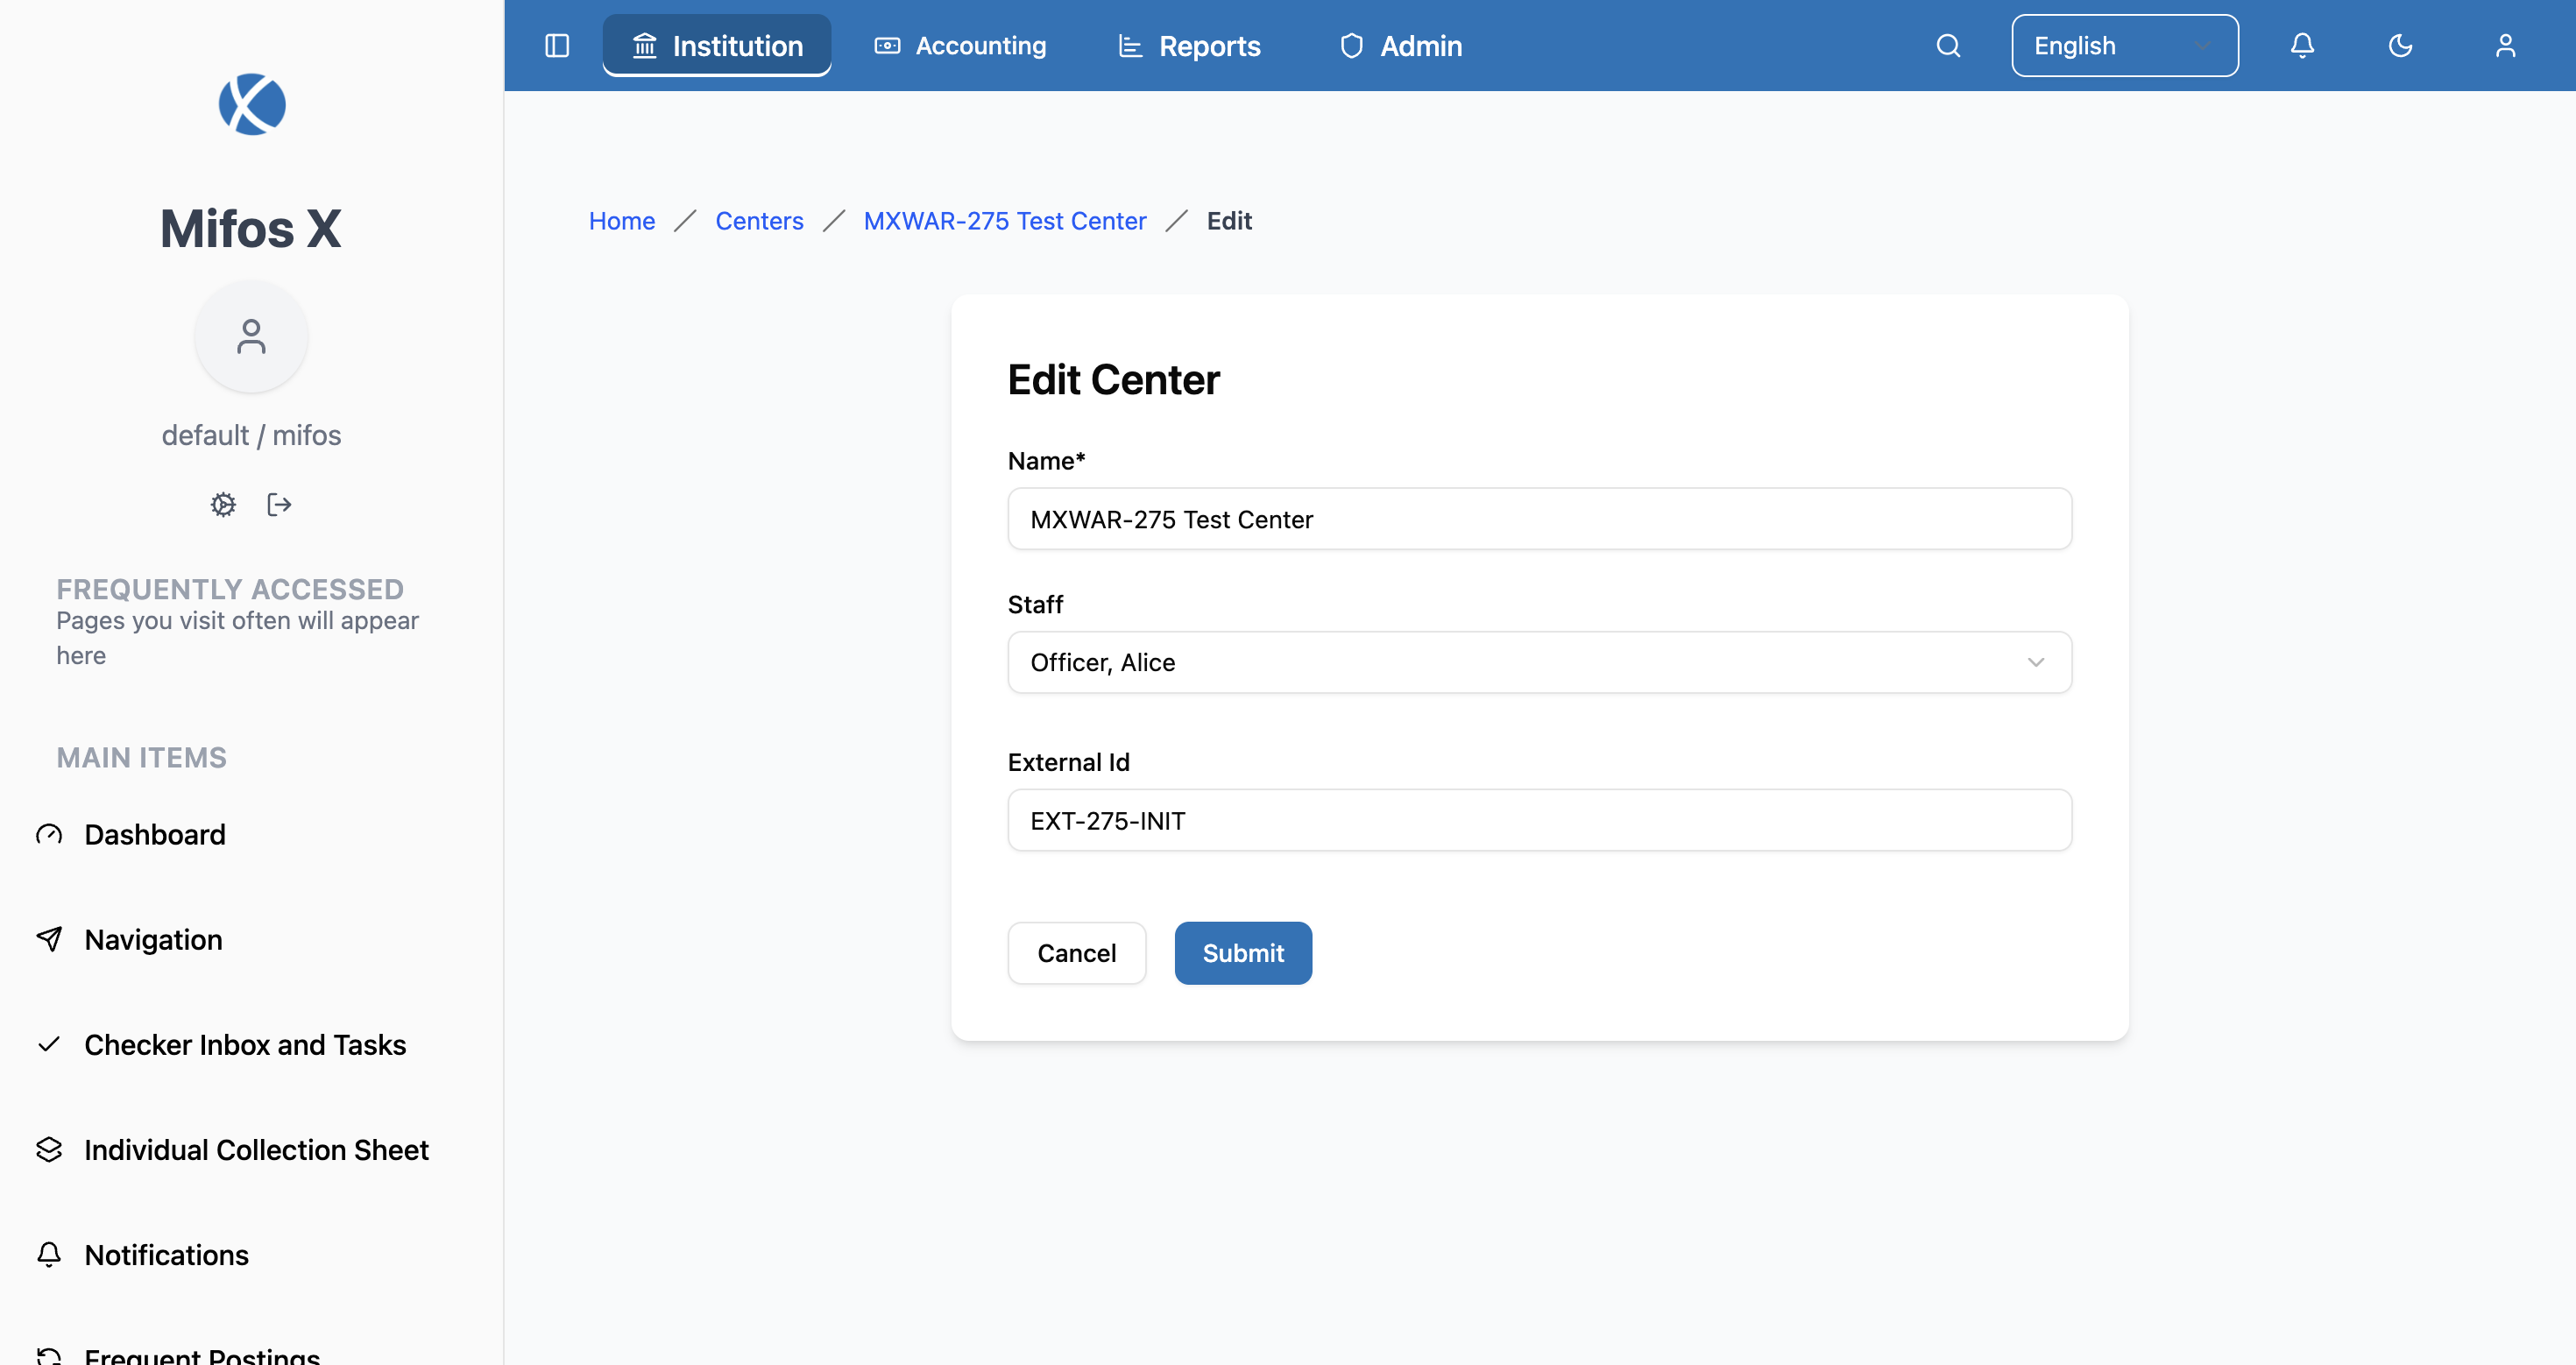 Mifos X
default / mifos
FREQUENTLY ACCESSED
Pages you visit often will appear
here
MAIN ITEMS
Dashboard
Navigation
Checker Inbox and Tasks
Individual Collection Sheet
Notifications
Frequent Postings
Institution
Accounting
Reports
Admin
English
Home / Centers / MXWAR-275 Test Center / Edit
Edit Center
Name*
MXWAR-275 Test Center
Staff
Officer, Alice
External Id
EXT-275-INIT
Cancel
Submit